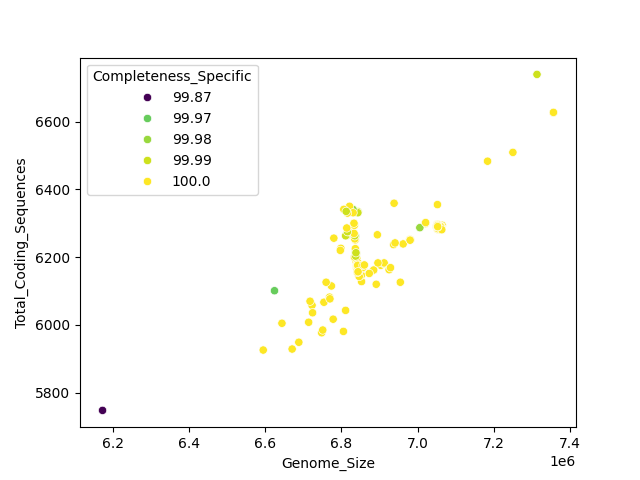 Completeness_Specific
99.87
99.97
99.98
99.99
100.0
6600
6400
6200
6000
5800
Total_Coding_Sequences
6.2 6.4 6.6 6.8 7.0 7.2 7.4
1e6
Genome_Size